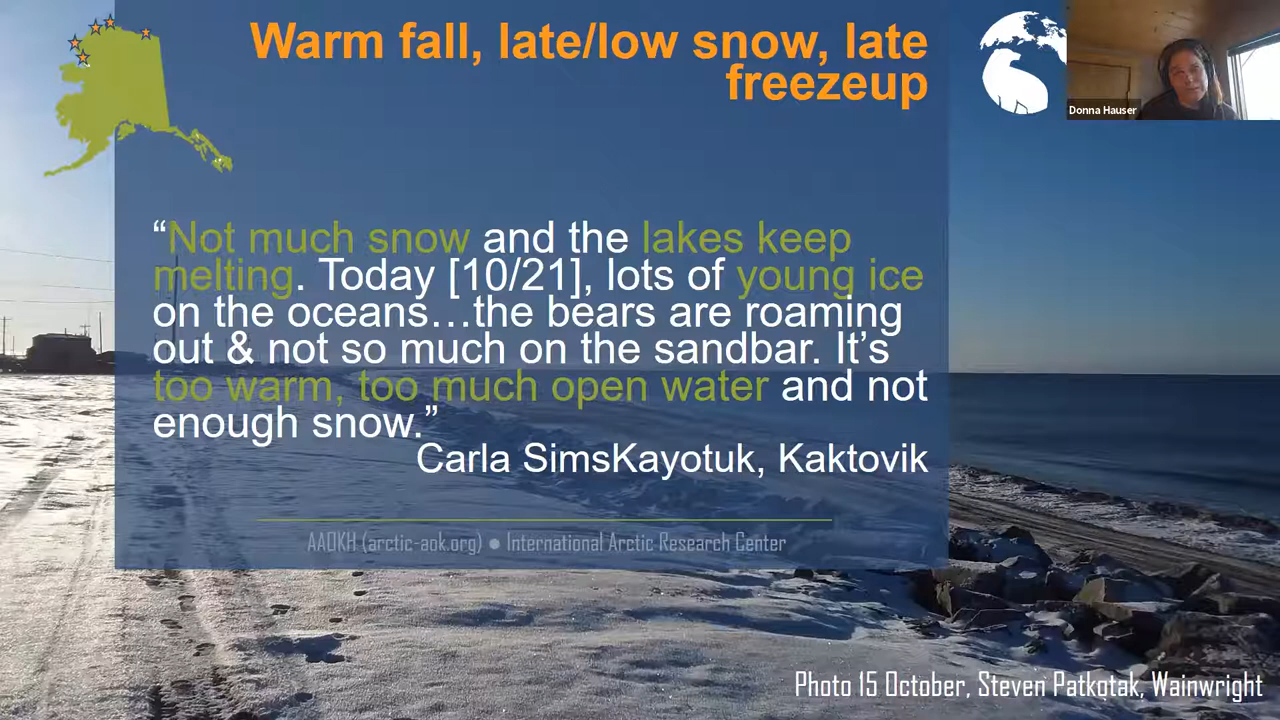 Warm fall, late/low snow, late
freezeup
Donna Hauser
“Not much snow and the lakes keep
melting. Today [10/21], lots of young ice
on the oceans…the bears are roaming
out & not so much on the sandbar. It’s
too warm, too much open water and not
enough snow.”
Carla SimsKayotuk, Kaktovik
AAOKH (arctic-aok.org) ● International Arctic Research Center
Photo 15 October, Steven Patkotak, Wainwright